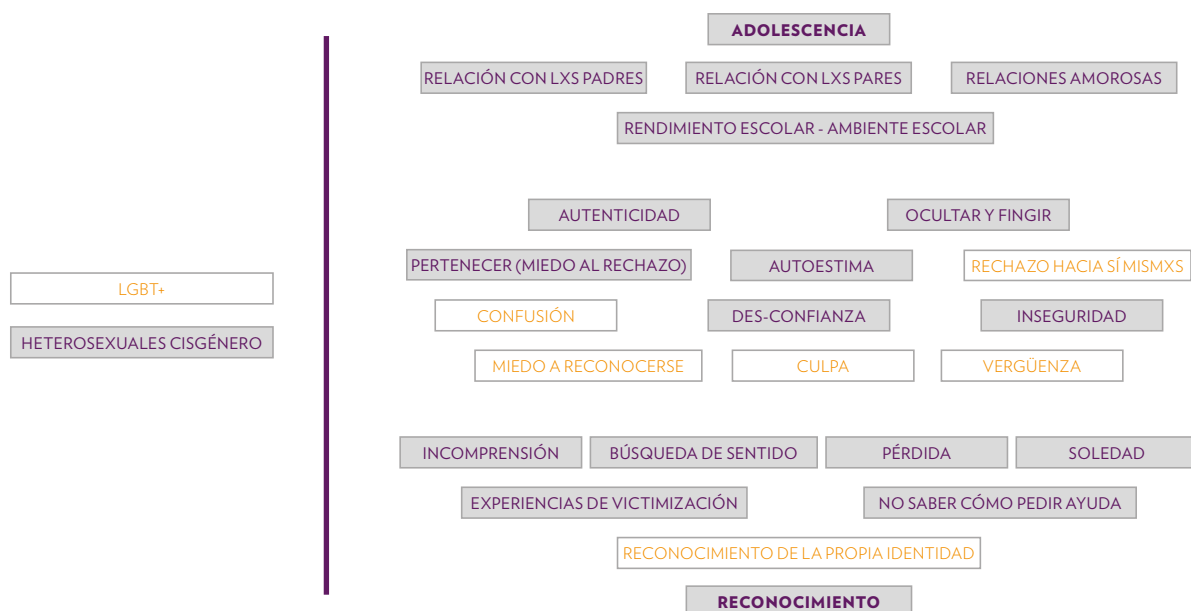 LGBT+
HETEROSEXUALES CISGÉNERO
ADOLESCENCIA
RELACIÓN CON LXS PADRES
RELACIÓN CON LXS PARES
RELACIONES AMOROSAS
RENDIMIENTO ESCOLAR - AMBIENTE ESCOLAR
AUTENTICIDAD
OCULTAR Y FINGIR
PERTENECER (MIEDO AL RECHAZO)
AUTOESTIMA
RECHAZO HACIA SÍ MISMXS
CONFUSIÓN
DES-CONFIANZA
INSEGURIDAD
MIEDO A RECONOCERSE
CULPA
VERGÜENZA
INCOMPRENSIÓN
BÚSQUEDA DE SENTIDO
PÉRDIDA
SOLEDAD
EXPERIENCIAS DE VICTIMIZACIÓN
NO SABER CÓMO PEDIR AYUDA
RECONOCIMIENTO DE LA PROPIA IDENTIDAD
RECONOCIMIENTO